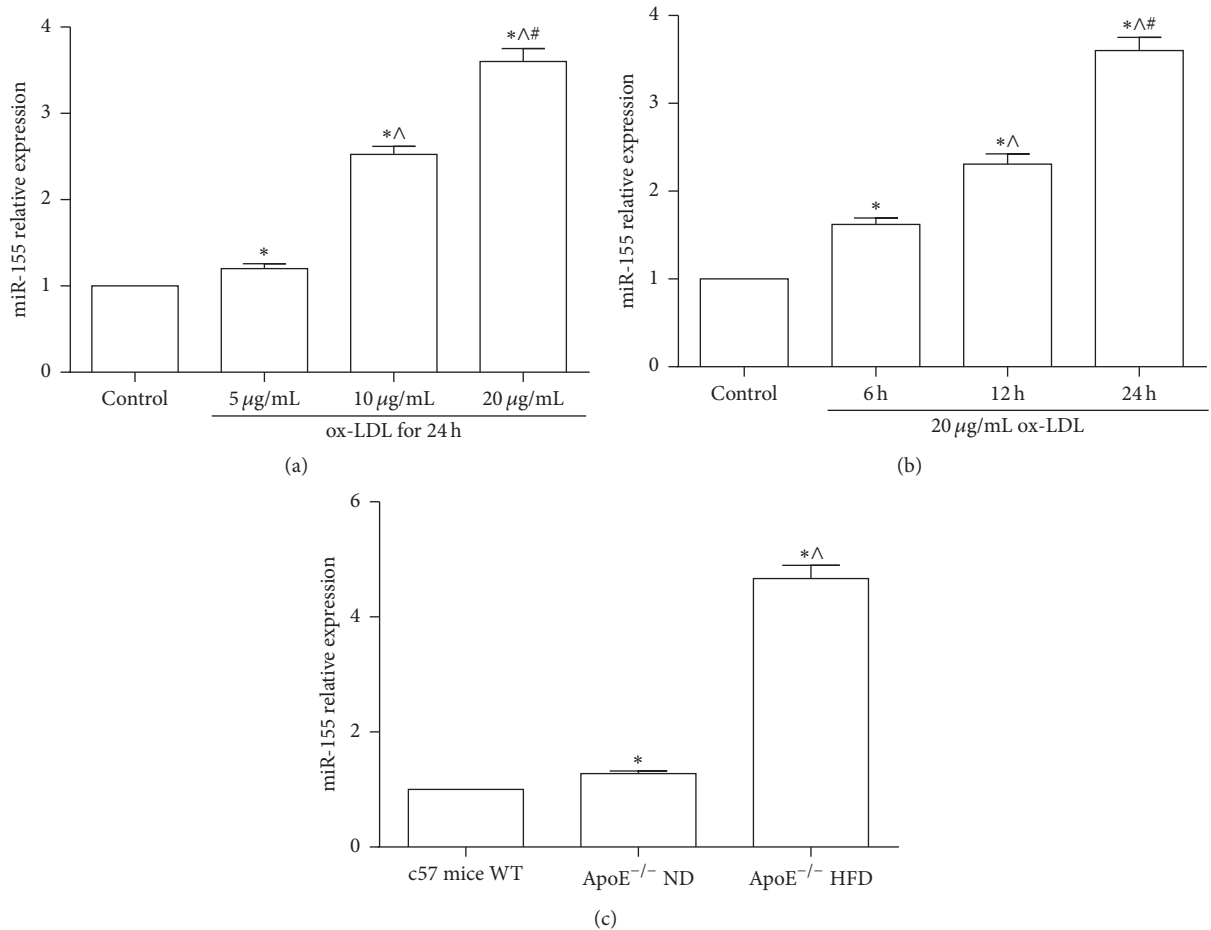 miR-155 relative expression
4
3
2
1
0
*
*^
*^#
Control
5 μg/mL
10 μg/mL
20 μg/mL
ox-LDL for 24 h
(a)
miR-155 relative expression
4
3
2
1
0
*
*^
*^#
Control
6 h
12 h
24 h
20 μg/mL ox-LDL
(b)
miR-155 relative expression
6
4
2
0
*
*^
c57 mice WT
ApoE⁻/⁻ ND
ApoE⁻/⁻ HFD
(c)